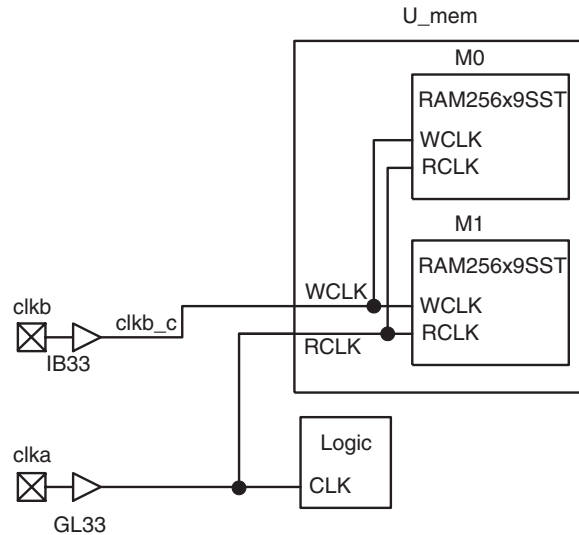 U_mem
M0
RAM256x9SST
WCLK
RCLK
M1
RAM256x9SST
WCLK
WCLK
RCLK
RCLK
clkb
clkb_c
IB33
Logic
clka
CLK
GL33